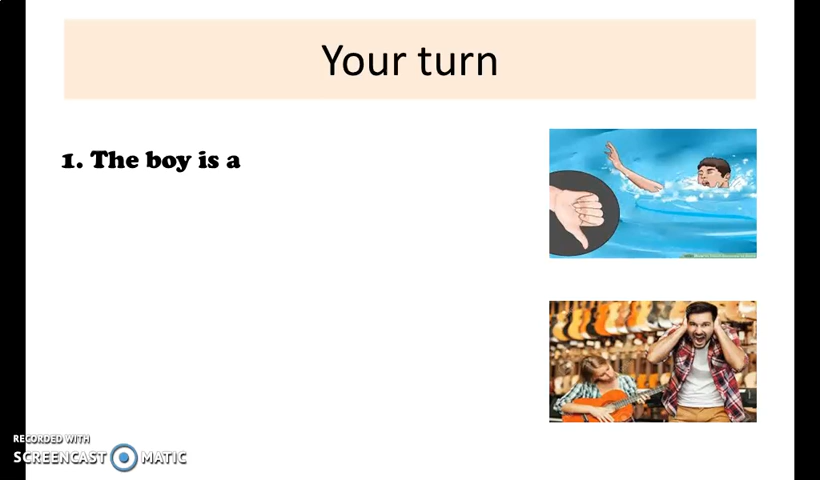 Your turn
1. The boy is a
RECORDED WITH
SCREENCAST MATIC